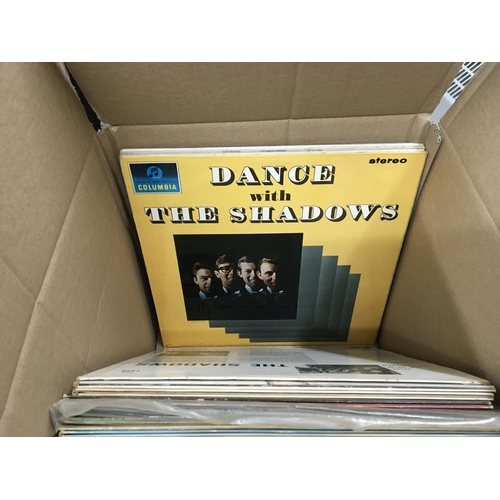 COLUMBIA
stereo
DANCE
with
THE SHADOWS
THE SHADOWS